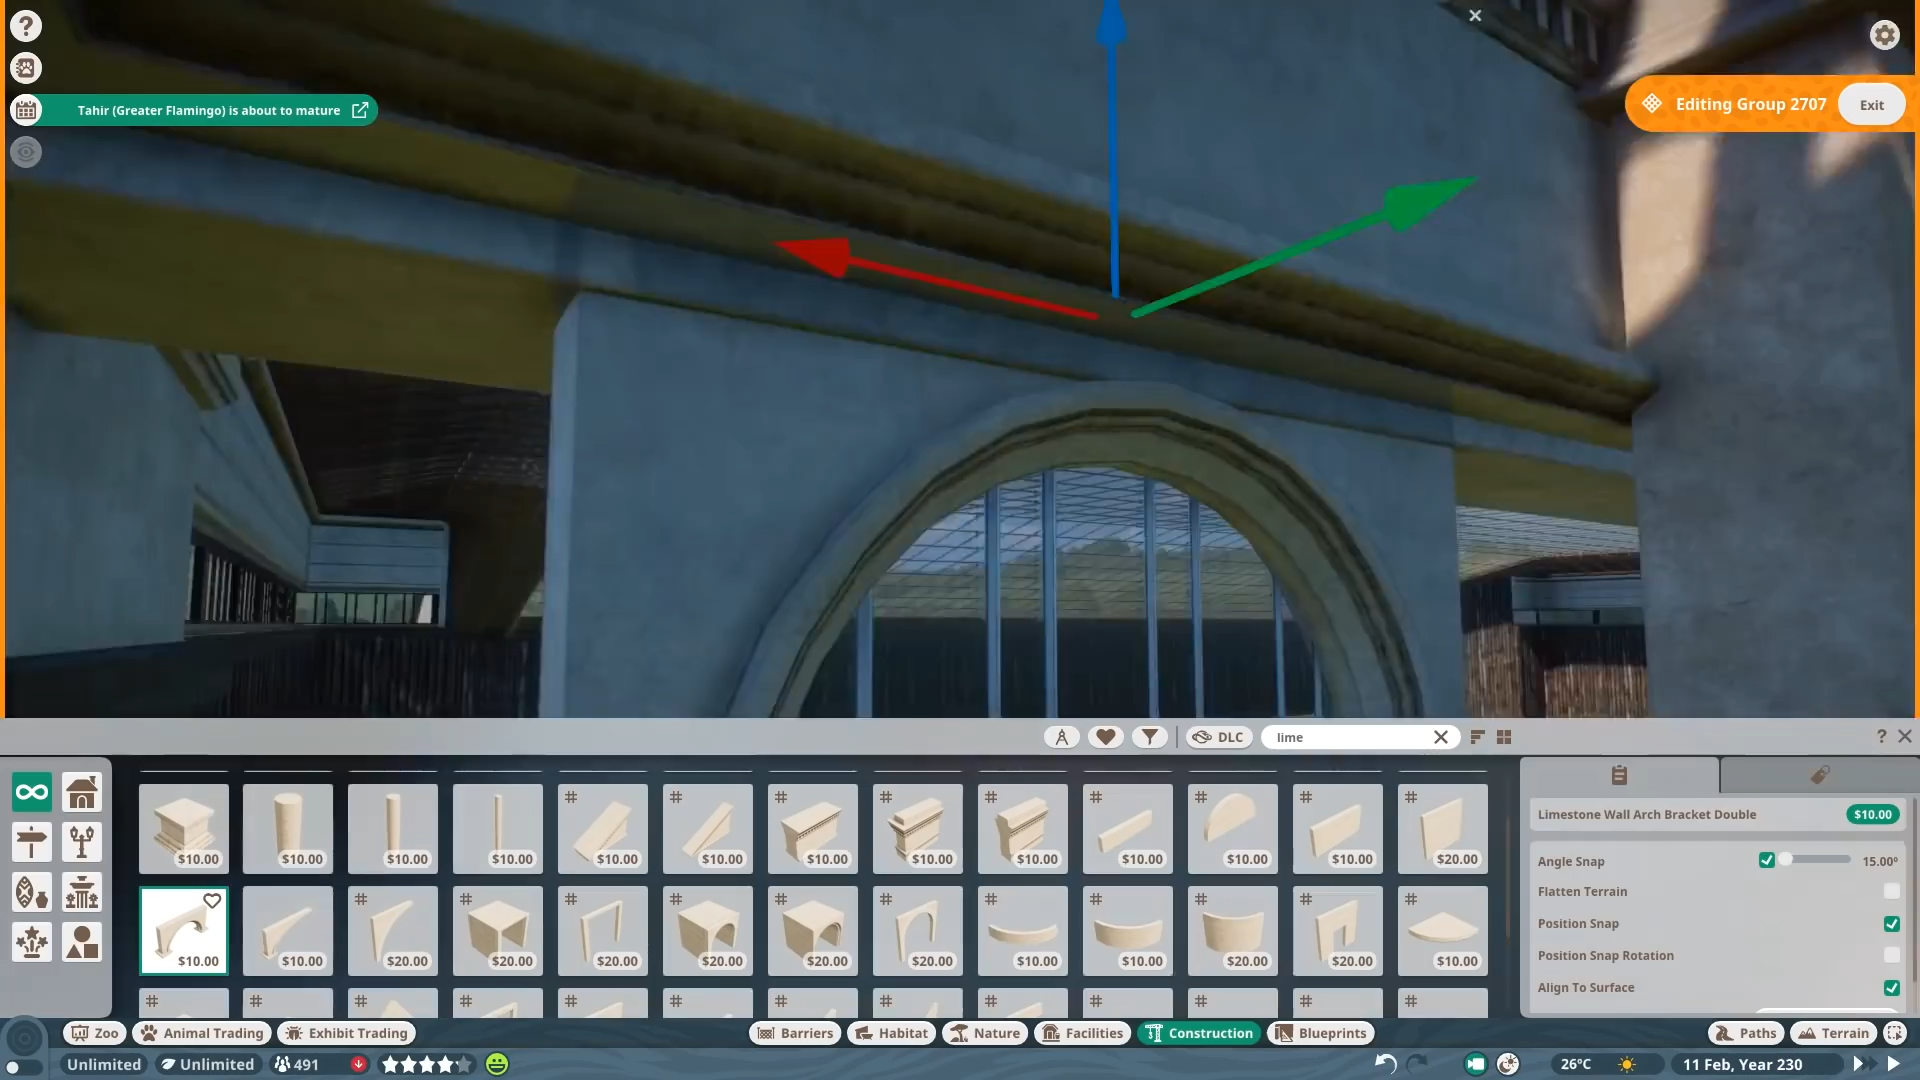 ?
Tahir (Greater Flamingo) is about to mature
Editing Group 2707
Exit
DLC
lime
?
$10.00 $10.00 $10.00 $10.00 $10.00 $10.00 $10.00 $10.00 $10.00 $10.00 $10.00 $10.00 $20.00
$10.00 $10.00 $20.00 $20.00 $20.00 $20.00 $20.00 $20.00 $10.00 $10.00 $20.00 $20.00 $10.00
Limestone Wall Arch Bracket Double
$10.00
Angle Snap
15.00°
Flatten Terrain
Position Snap
Position Snap Rotation
Align To Surface
Zoo
Animal Trading
Exhibit Trading
Barriers
Habitat
Nature
Facilities
Construction
Blueprints
Paths
Terrain
Unlimited
Unlimited
491
26°C
11 Feb, Year 230